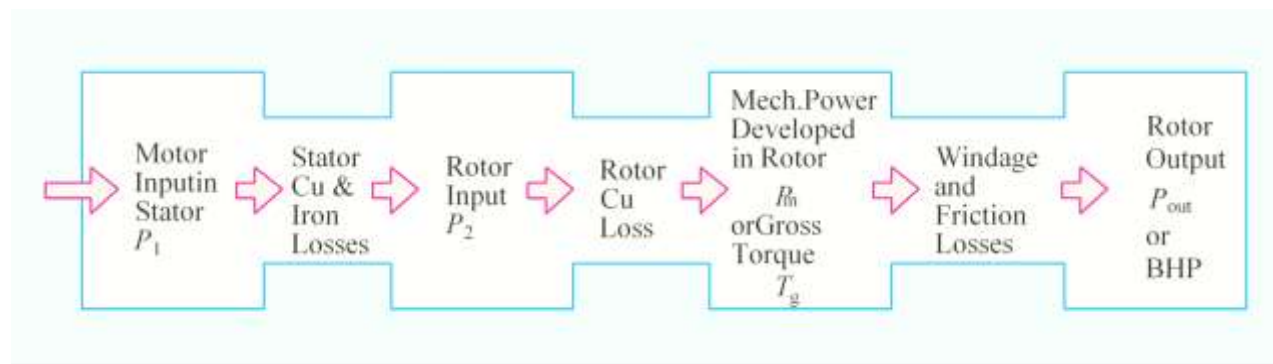 Motor
Inputin
Stator
P1
Stator
Cu &
Iron
Losses
Rotor
Input
P2
Rotor
Cu
Loss
Mech.Power
Developed
in Rotor
Pm
orGross
Torque
Tg
Windage
and
Friction
Losses
Rotor
Output
Pout
or
BHP